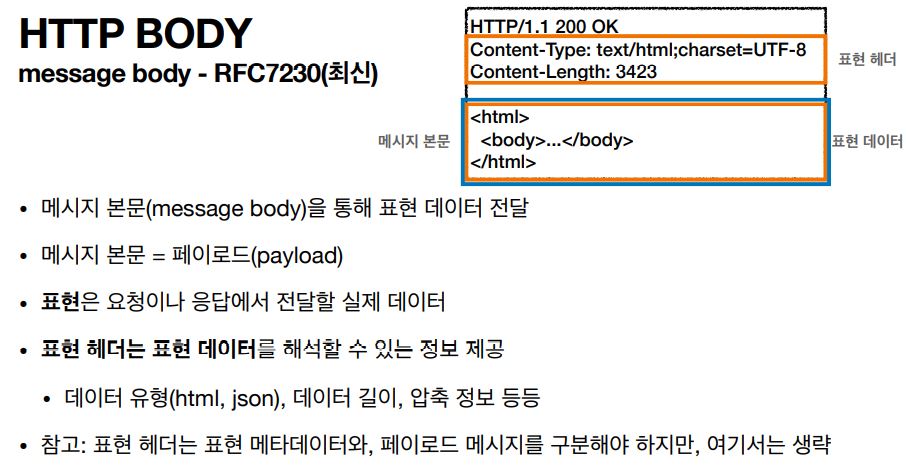 HTTP BODY
message body - RFC7230(최신)
HTTP/1.1 200 OK
Content-Type: text/html;charset=UTF-8
Content-Length: 3423
표현 헤더
<html>
<body>...</body>
</html>
메시지 본문
표현 데이터
• 메시지 본문(message body)을 통해 표현 데이터 전달
• 메시지 본문 = 페이로드(payload)
• 표현은 요청이나 응답에서 전달할 실제 데이터
• 표현 헤더는 표현 데이터를 해석할 수 있는 정보 제공
• 데이터 유형(html, json), 데이터 길이, 압축 정보 등등
• 참고: 표현 헤더는 표현 메타데이터와, 페이로드 메시지를 구분해야 하지만, 여기서는 생략